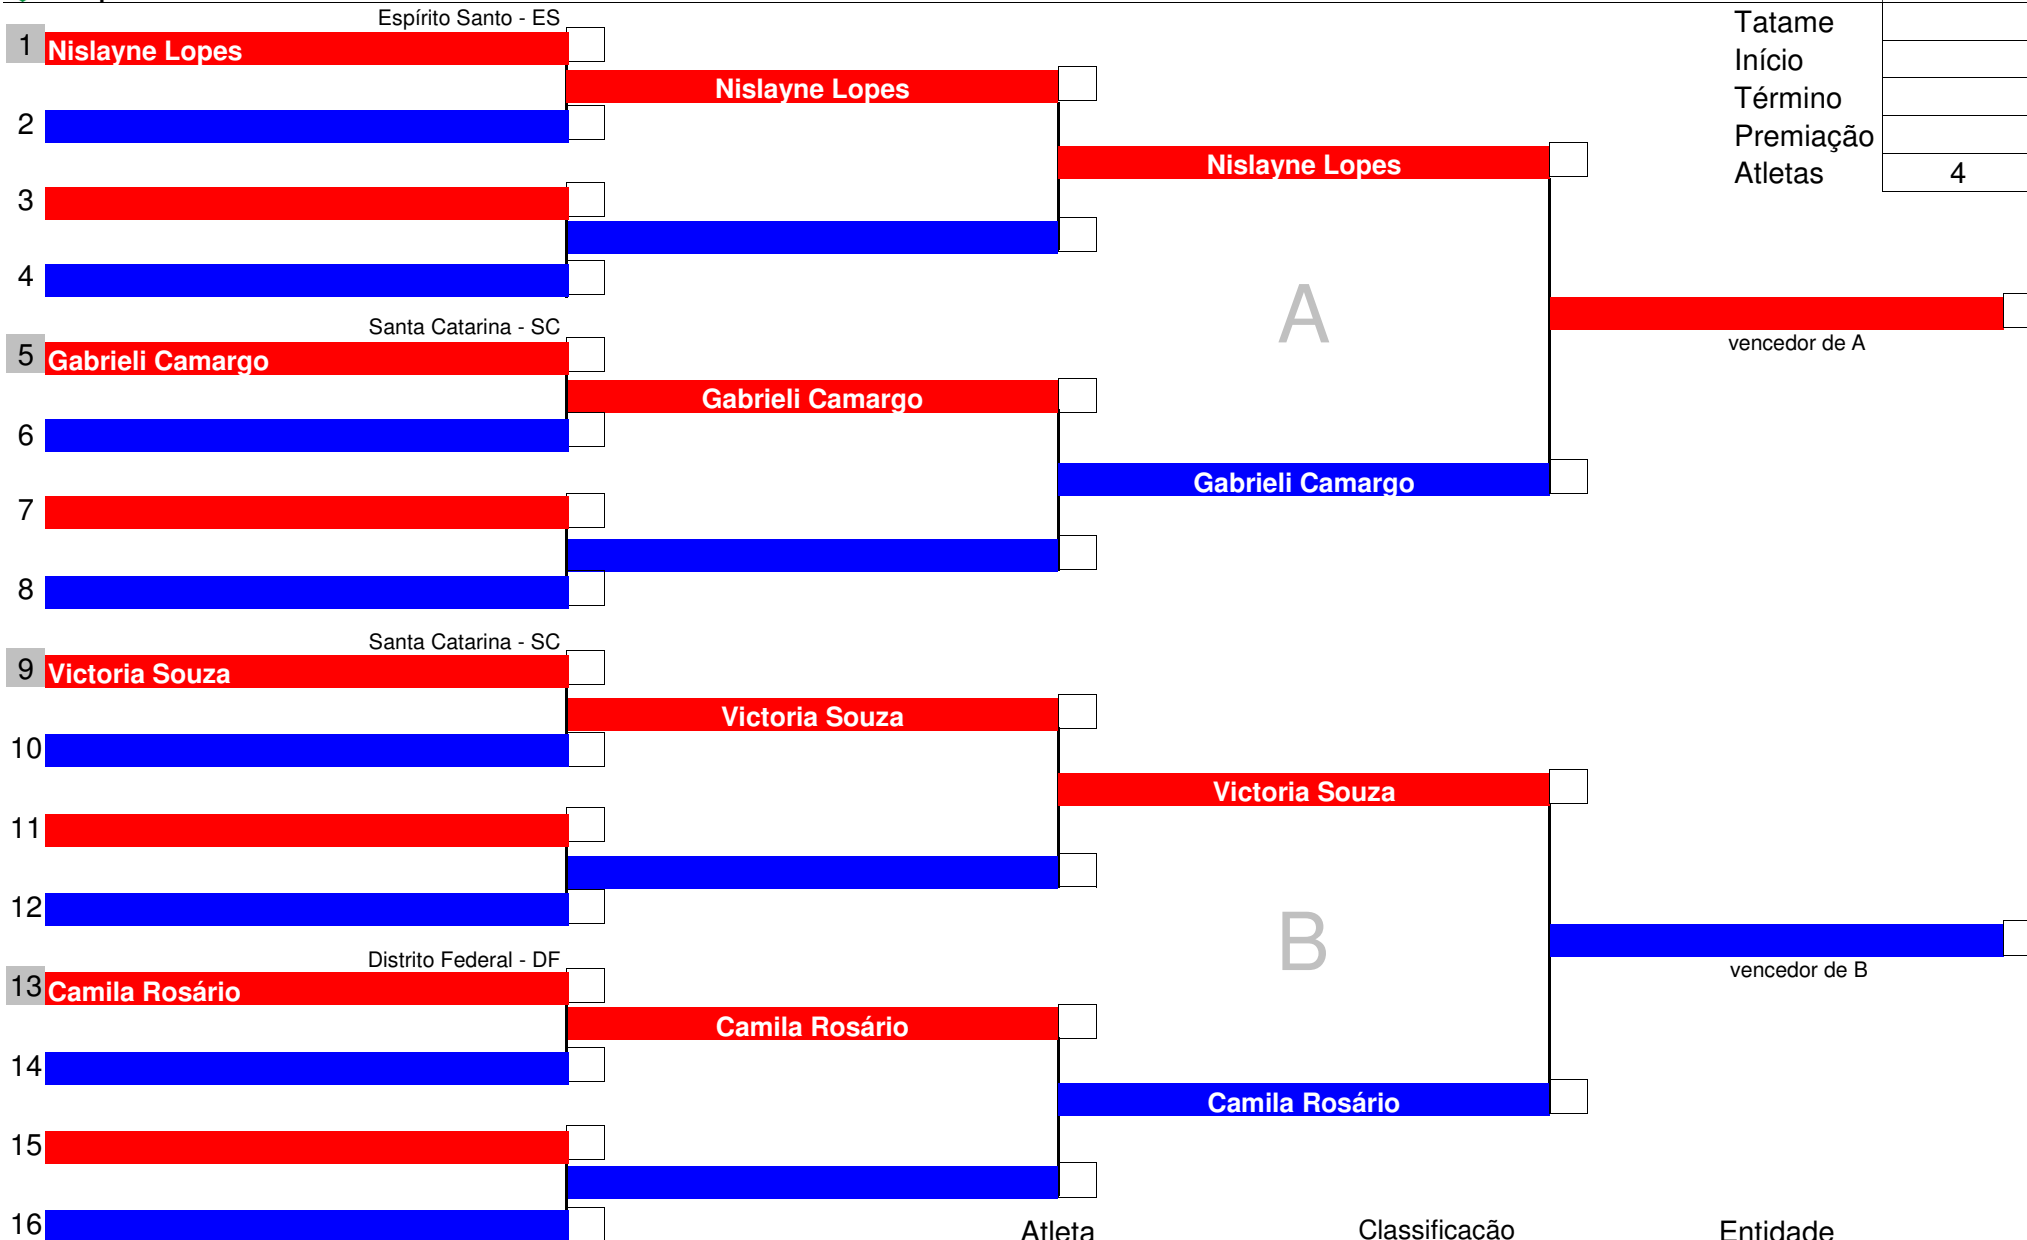 Espírito Santo - ES
1 Nislayne Lopes
Nislayne Lopes
2
Nislayne Lopes
3
4
Tatame
Início
Término
Premiação
Atletas 4
A
vencedor de A
Santa Catarina - SC
5 Gabrieli Camargo
Gabrieli Camargo
6
Gabrieli Camargo
7
8
Santa Catarina - SC
9 Victoria Souza
Victoria Souza
10
Victoria Souza
11
12
B
vencedor de B
Distrito Federal - DF
13 Camila Rosário
Camila Rosário
14
Camila Rosário
15
16
Atleta Classificação Entidade